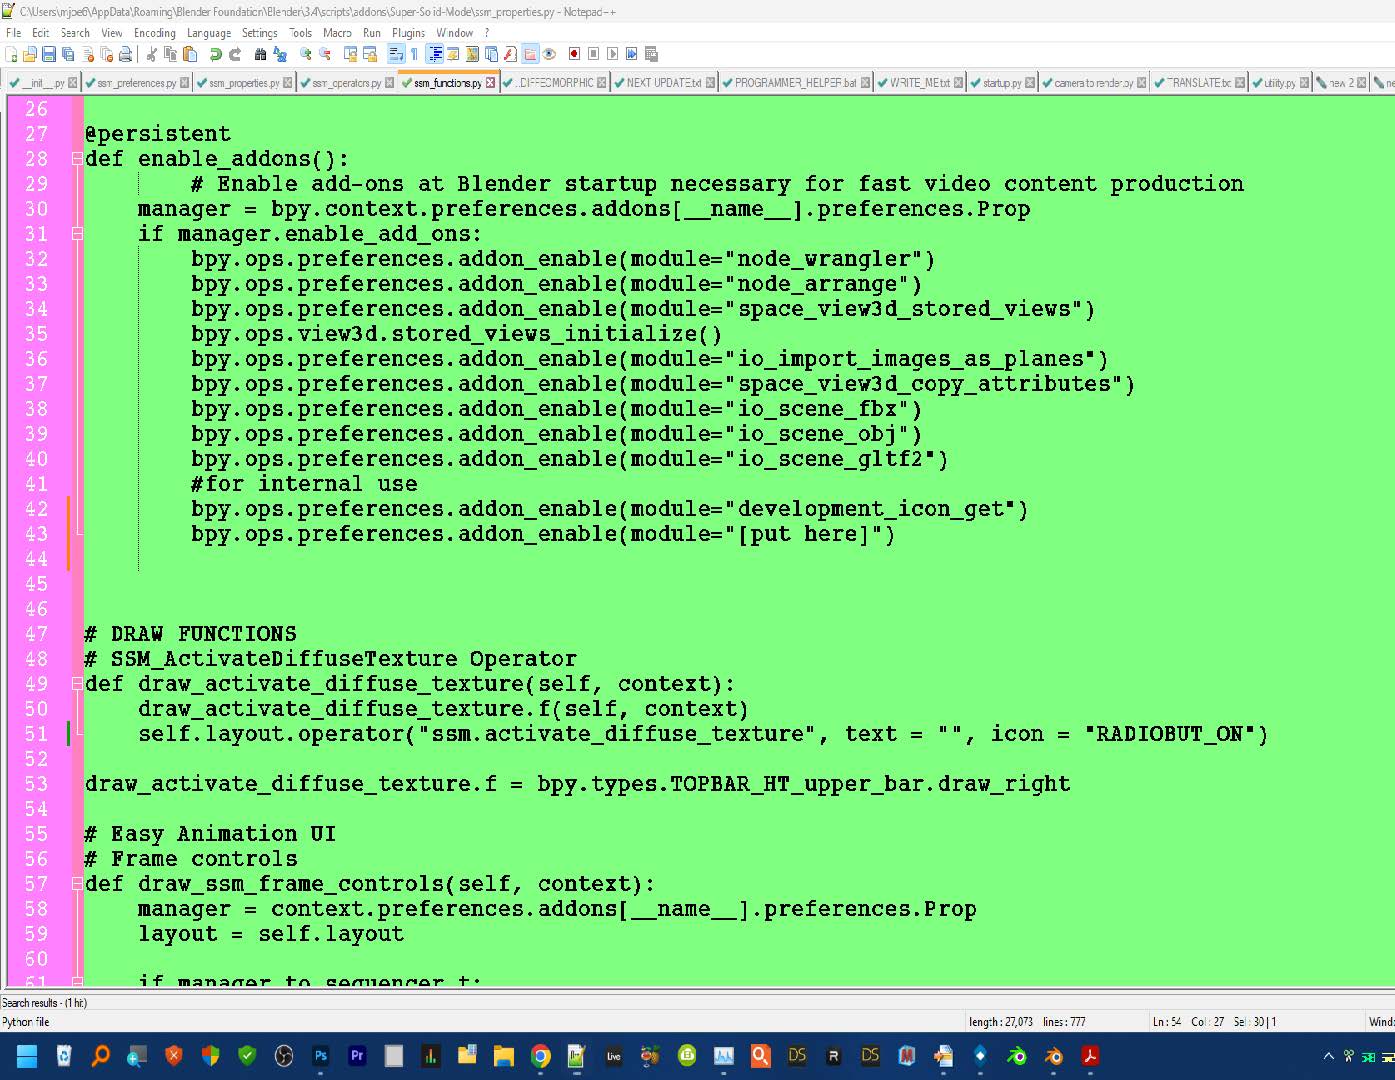 C:\Users\mjoe6\AppData\Roaming\Blender Foundation\Blender\3.4\scripts\addons\Super-Solid-Mode\ssm_properties.py - Notepad++
File Edit Search View Encoding Language Settings Tools Macro Run Plugins Window ?
__init__.py ssm_preferences.py ssm_properties.py ssm_operators.py ssm_functions.py ..DIFFEOMORPHIC NEXT UPDATE.txt PROGRAMMER_HELPER.bat WRITE_ME.txt startup.py camera to render.py TRANSLATE.txt utility.py new 2 ne
26
27 @persistent
28 def enable_addons():
29 # Enable add-ons at Blender startup necessary for fast video content production
30 manager = bpy.context.preferences.addons[__name__].preferences.Prop
31 if manager.enable_add_ons:
32 bpy.ops.preferences.addon_enable(module="node_wrangler")
33 bpy.ops.preferences.addon_enable(module="node_arrange")
34 bpy.ops.preferences.addon_enable(module="space_view3d_stored_views")
35 bpy.ops.view3d.stored_views_initialize()
36 bpy.ops.preferences.addon_enable(module="io_import_images_as_planes")
37 bpy.ops.preferences.addon_enable(module="space_view3d_copy_attributes")
38 bpy.ops.preferences.addon_enable(module="io_scene_fbx")
39 bpy.ops.preferences.addon_enable(module="io_scene_obj")
40 bpy.ops.preferences.addon_enable(module="io_scene_gltf2")
41 #for internal use
42 bpy.ops.preferences.addon_enable(module="development_icon_get")
43 bpy.ops.preferences.addon_enable(module="[put here]")
44
45
46
47 # DRAW FUNCTIONS
48 # SSM_ActivateDiffuseTexture Operator
49 def draw_activate_diffuse_texture(self, context):
50 draw_activate_diffuse_texture.f(self, context)
51 self.layout.operator("ssm.activate_diffuse_texture", text = "", icon = "RADIOBUT_ON")
52
53 draw_activate_diffuse_texture.f = bpy.types.TOPBAR_HT_upper_bar.draw_right
54
55 # Easy Animation UI
56 # Frame controls
57 def draw_ssm_frame_controls(self, context):
58 manager = context.preferences.addons[__name__].preferences.Prop
59 layout = self.layout
60
61 if manager.to_sequencer_t:
Search results - (1 hit)
Python file length : 27,073 lines : 777 Ln : 54 Col : 27 Sel : 30 | 1 Windo
Ps Pr Live DS R DS M